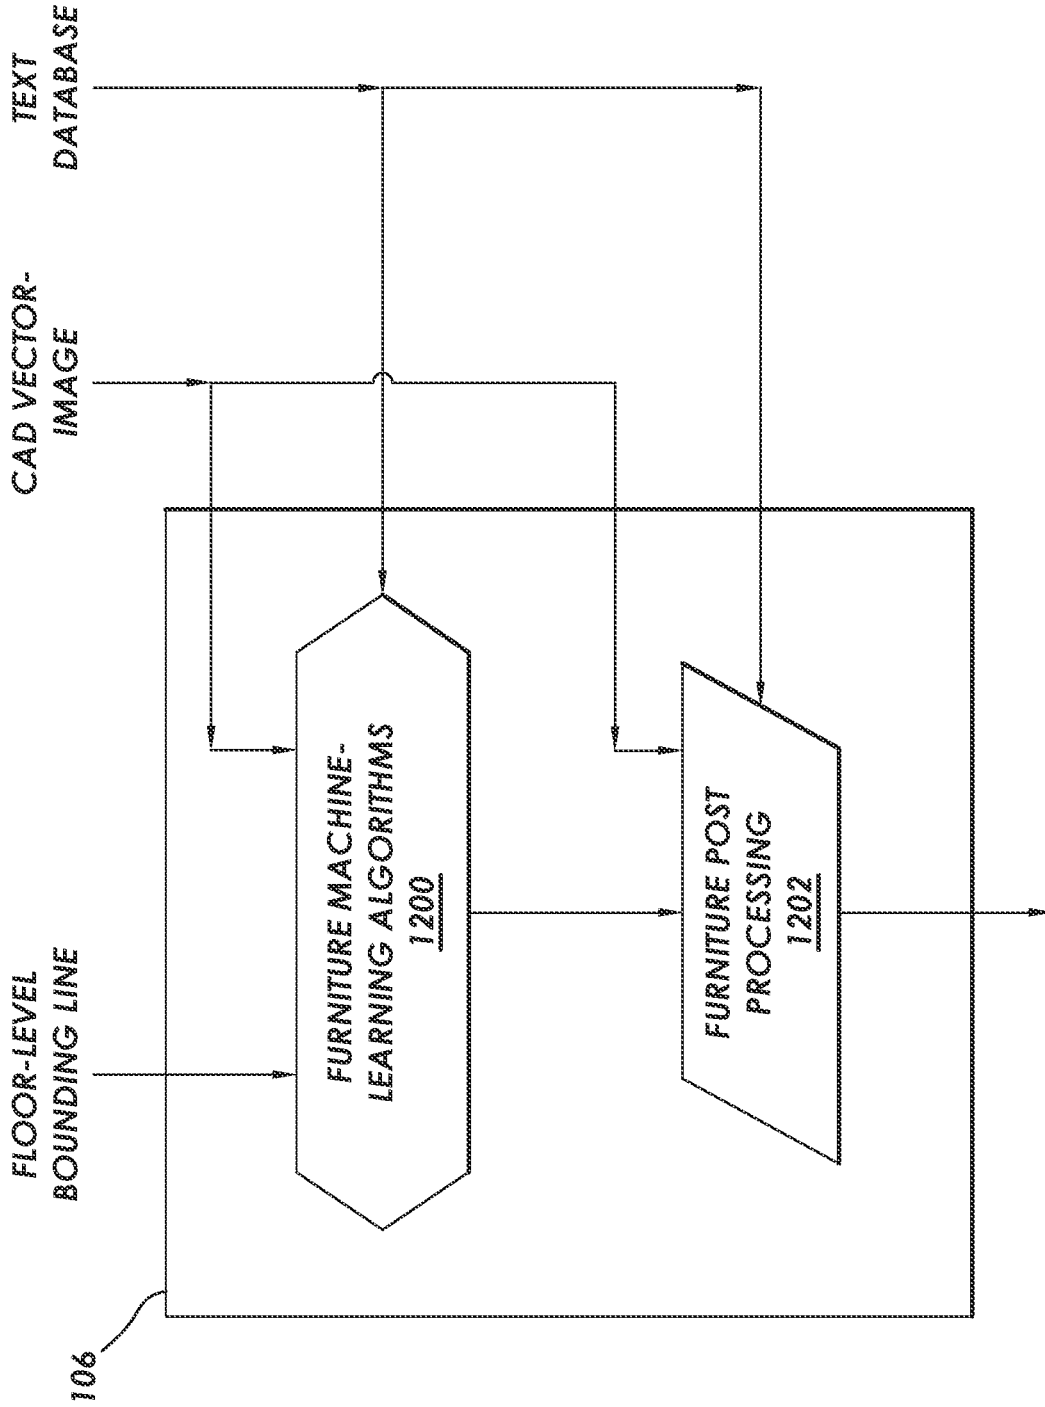 106
FLOOR-LEVEL
BOUNDING LINE
CAD VECTOR-
IMAGE
TEXT
DATABASE
FURNITURE MACHINE-
LEARNING ALGORITHMS
1200
FURNITURE POST
PROCESSING
1202